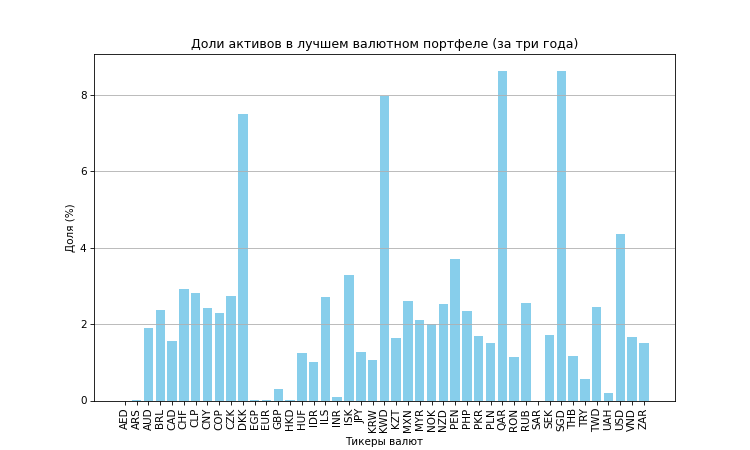 Доли активов в лучшем валютном портфеле (за три года)
Доля (%)
8
6
4
2
0
AED
ARS
AUD
BRL
CAD
CHF
CLP
CNY
COP
CZK
DKK
EGP
EUR
GBP
HKD
HUF
IDR
ILS
INR
ISK
JPY
KRW
KWD
KZT
MXN
MYR
NOK
NZD
PEN
PHP
PKR
PLN
QAR
RON
RUB
SAR
SEK
SGD
THB
TRY
TWD
UAH
USD
VND
ZAR
Тикеры валют